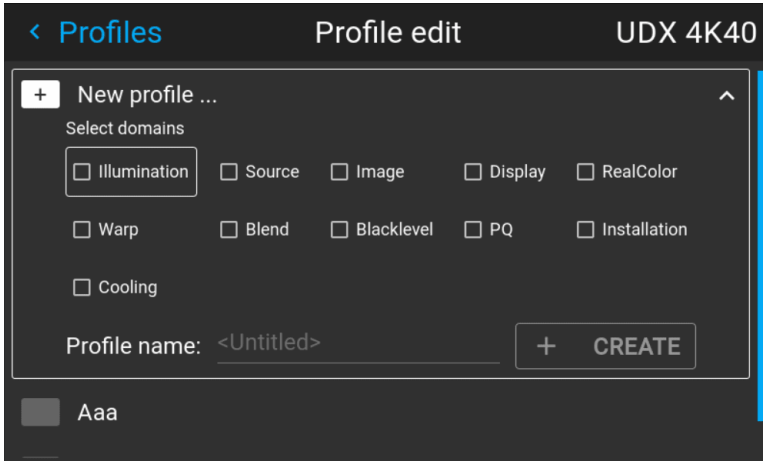 Profiles Profile edit UDX 4K40
+ New profile ...
Select domains
Illumination Source Image Display RealColor
Warp Blend Blacklevel PQ Installation
Cooling
Profile name: <Untitled> + CREATE
Aaa